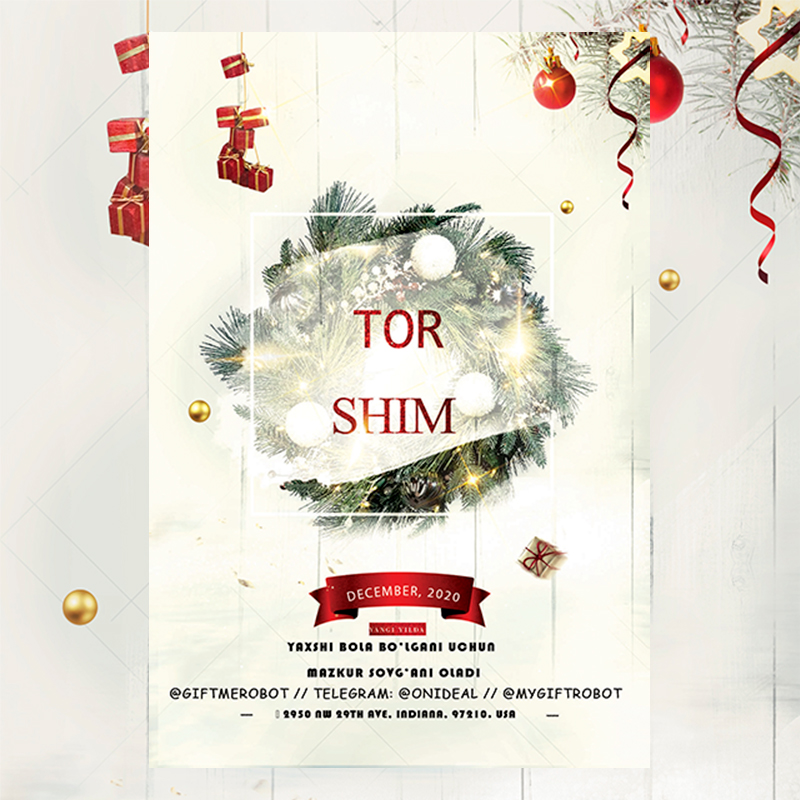 TOR
SHIM
DECEMBER, 2020
YANGI YILDA
YAXSHI BOLA BO'LGANI UCHUN
MAZKUR SOVG'ANI OLADI
@GIFTMEROBOT // TELEGRAM: @ONIDEAL // @MYGIFTROBOT
2950 NW 29TH AVE, INDIANA, 97210, USA